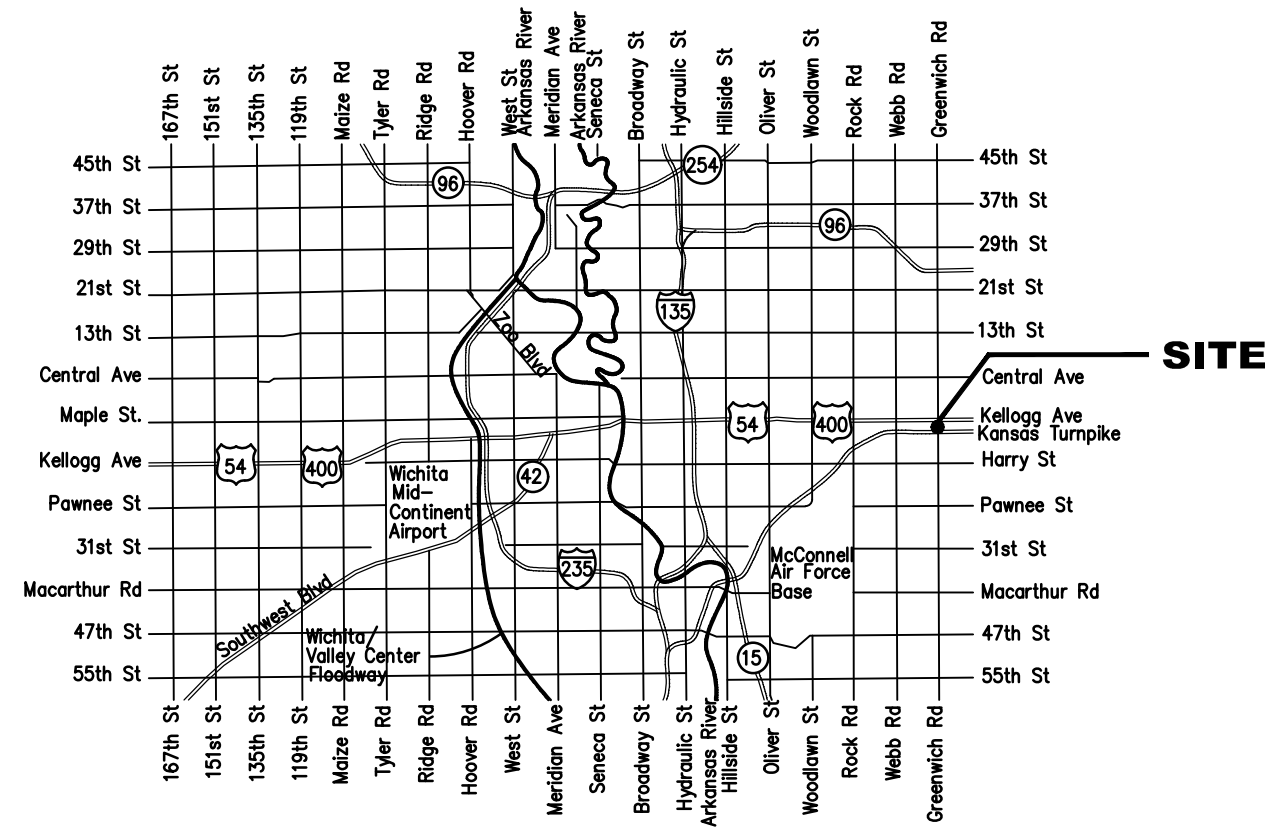 167th St
151st St
135th St
119th St
Maize Rd
Tyler Rd
Ridge Rd
Hoover Rd
West St
Arkansas River
Meridian Ave
Arkansas River
Seneca St
Broadway St
Hydraulic St
Hillside St
Oliver St
Woodlawn St
Rock Rd
Webb Rd
Greenwich Rd
45th St
37th St
29th St
21st St
13th St
Central Ave
Maple St.
Kellogg Ave
Pawnee St
31st St
Macarthur Rd
47th St
55th St
96
254
96
135
Zoo Blvd
54
400
54
400
42
Wichita
Mid-
Continent
Airport
235
15
McConnell
Air Force
Base
Southwest Blvd
Wichita/
Valley Center
Floodway
45th St
37th St
29th St
21st St
13th St
SITE
Central Ave
Kellogg Ave
Kansas Turnpike
Harry St
Pawnee St
31st St
Macarthur Rd
47th St
55th St
167th St
151st St
135th St
119th St
Maize Rd
Tyler Rd
Ridge Rd
Hoover Rd
West St
Meridian Ave
Seneca St
Broadway St
Hydraulic St
Arkansas River
Hillside St
Oliver St
Woodlawn St
Rock Rd
Webb Rd
Greenwich Rd